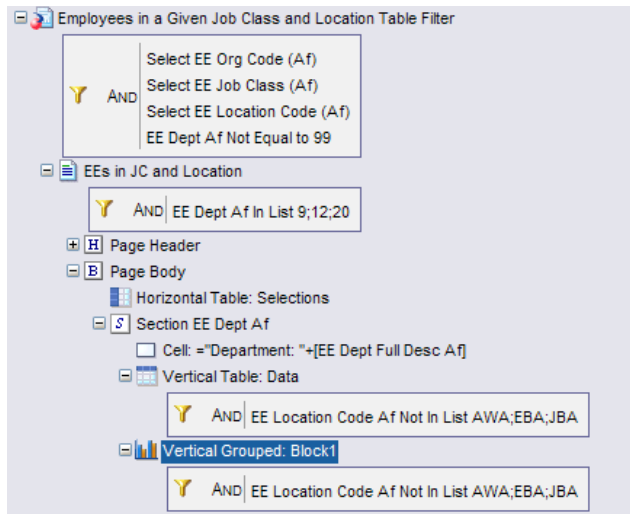 Employees in a Given Job Class and Location Table Filter
AND
Select EE Org Code (Af)
Select EE Job Class (Af)
Select EE Location Code (Af)
EE Dept Af Not Equal to 99
EEs in JC and Location
AND EE Dept Af In List 9;12;20
H Page Header
B Page Body
Horizontal Table: Selections
S Section EE Dept Af
Cell: ="Department: "+[EE Dept Full Desc Af]
Vertical Table: Data
AND EE Location Code Af Not In List AWA;EBA;JBA
Vertical Grouped: Block1
AND EE Location Code Af Not In List AWA;EBA;JBA